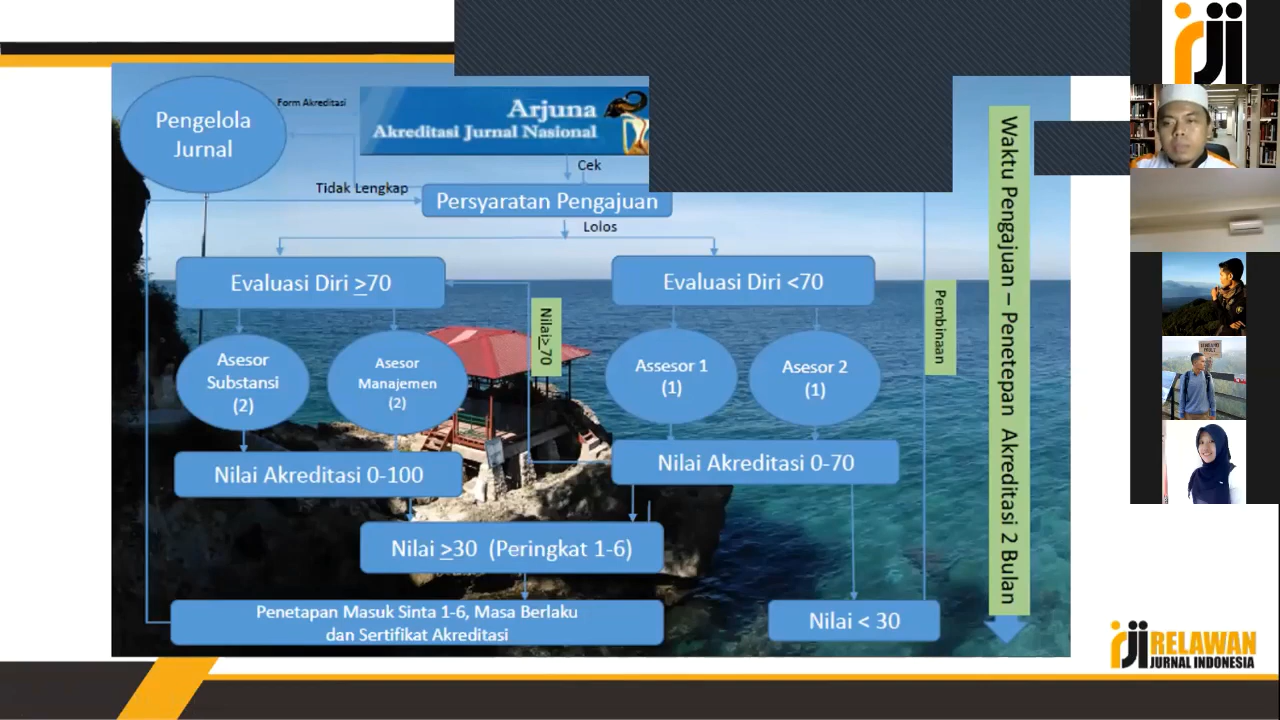 Pengelola
Jurnal
Form Akreditasi
Arjuna
Akreditasi Jurnal Nasional
Cek
Tidak Lengkap
Persyaratan Pengajuan
Lolos
Evaluasi Diri ≥70
Evaluasi Diri <70
Nilai≥ 70
Pembinaan
Waktu Pengajuan – Penetepan Akreditasi 2 Bulan
Asesor
Substansi
(2)
Asesor
Manajemen
(2)
Assesor 1
(1)
Asesor 2
(1)
Nilai Akreditasi 0-100
Nilai Akreditasi 0-70
Nilai ≥30 (Peringkat 1-6)
Penetapan Masuk Sinta 1-6, Masa Berlaku
dan Sertifikat Akreditasi
Nilai < 30
rji
rji
RELAWAN
JURNAL INDONESIA